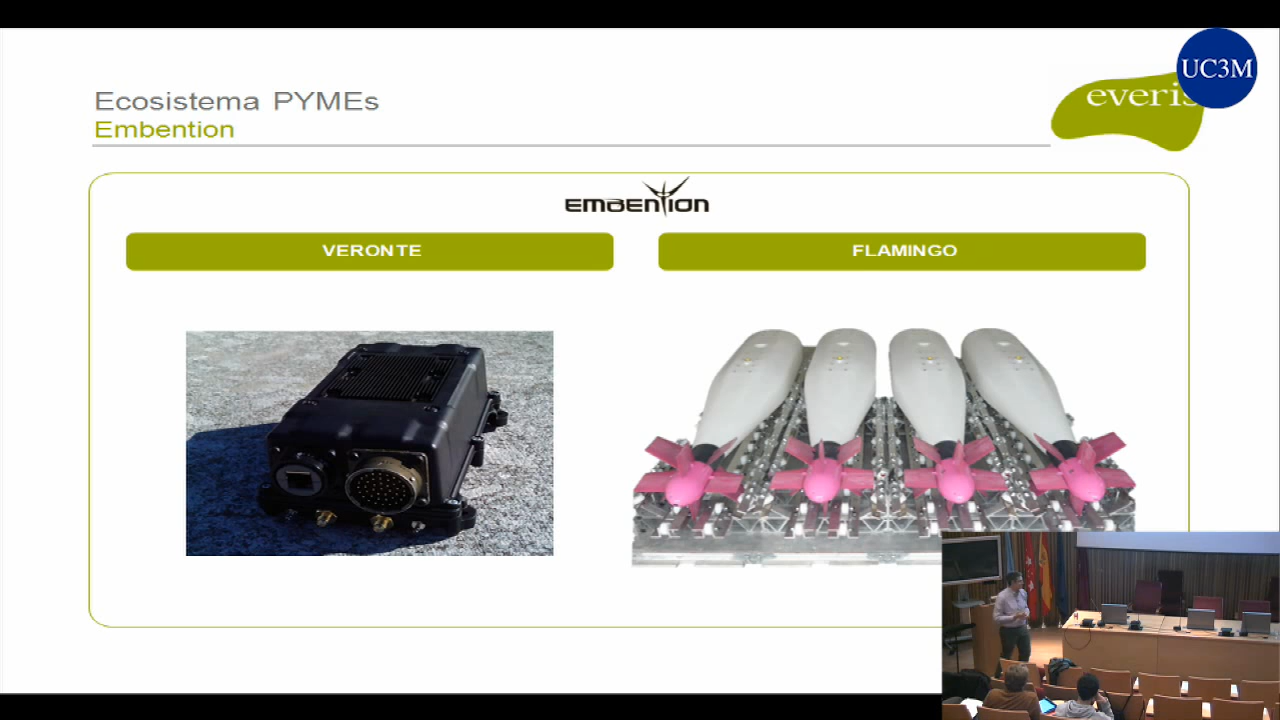 Ecosistema PYMEs
Embention
everis
UC3M
EMBENTION
VERONTE
FLAMINGO